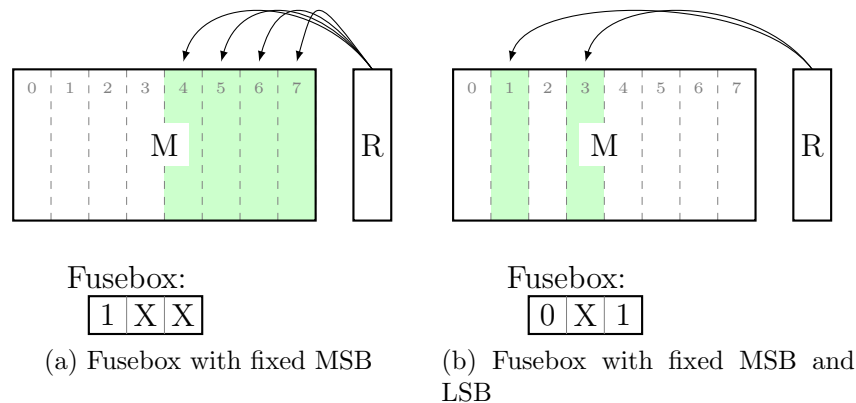 0 1 2 3 4 5 6 7
M
R
Fusebox:
1 X X
(a) Fusebox with fixed MSB
0 1 2 3 4 5 6 7
M
R
Fusebox:
0 X 1
(b) Fusebox with fixed MSB and
LSB